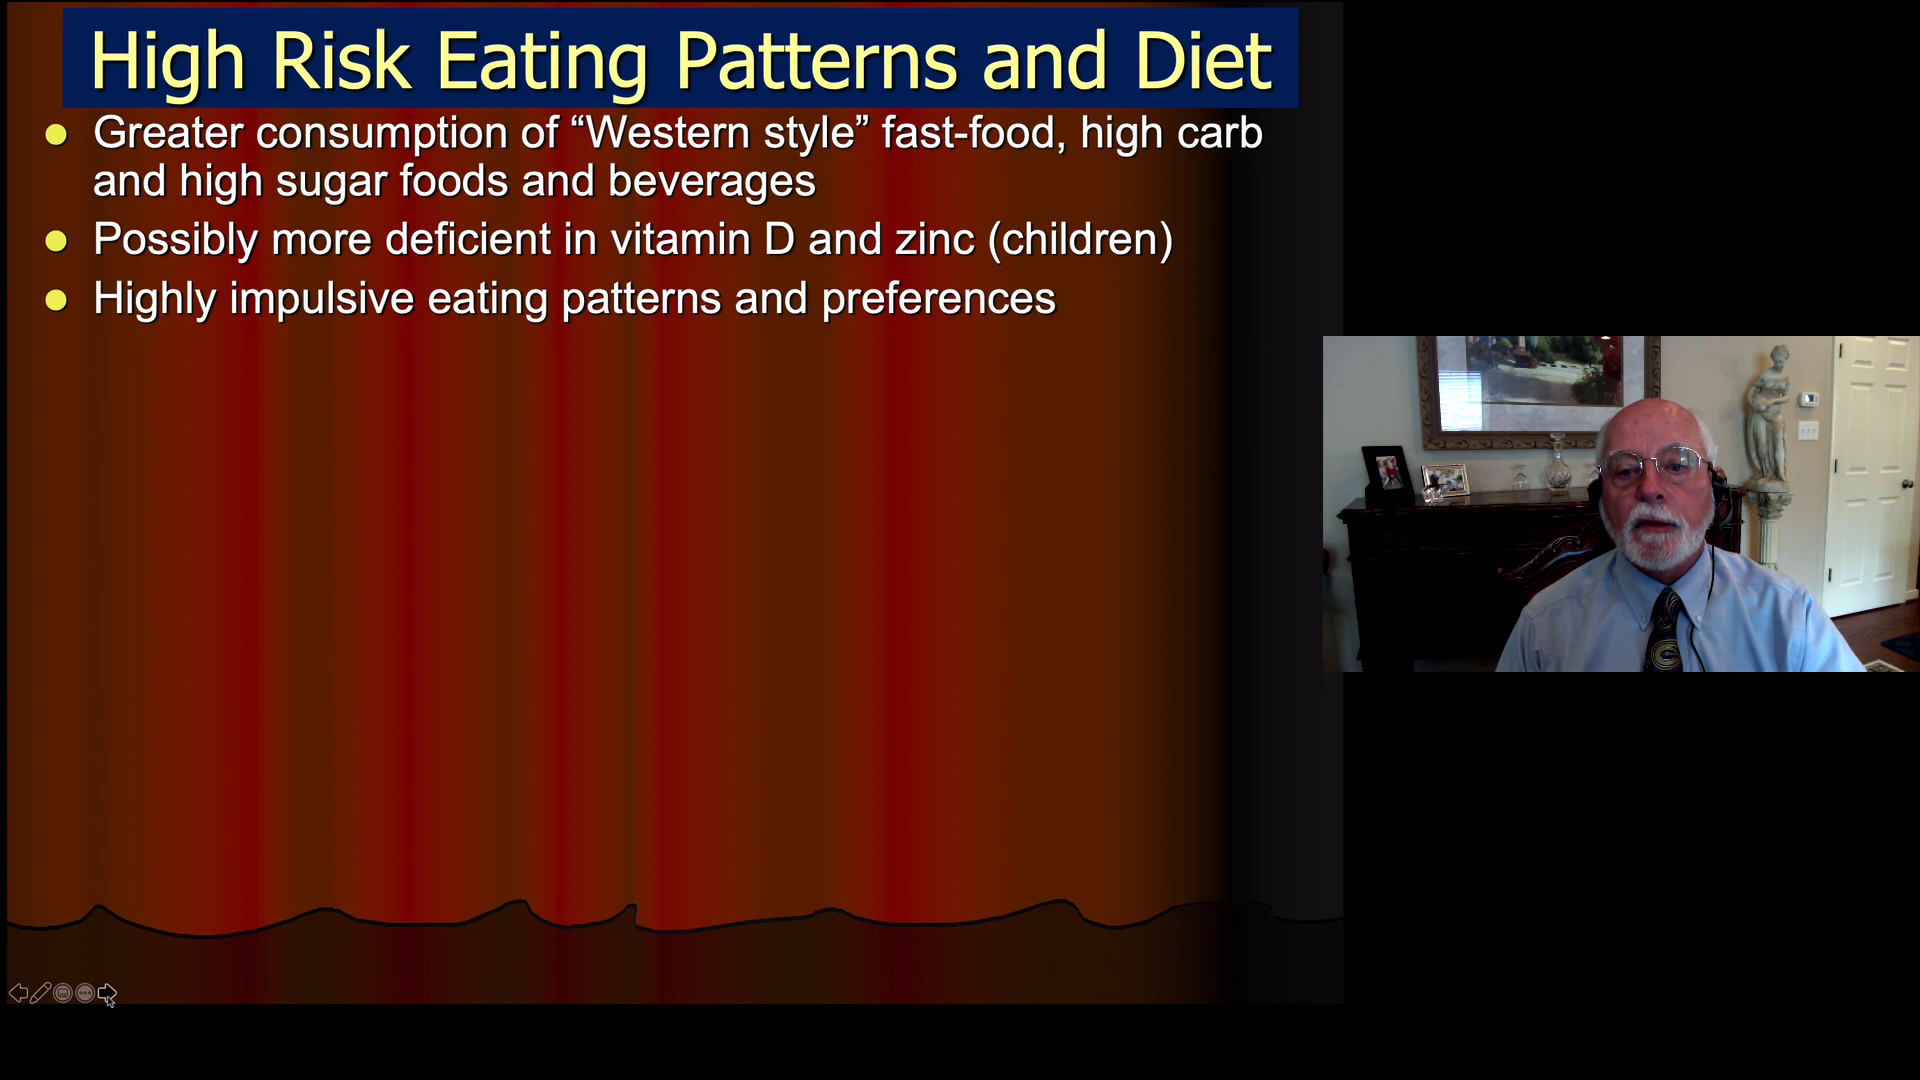 High Risk Eating Patterns and Diet
Greater consumption of “Western style” fast-food, high carb
and high sugar foods and beverages
Possibly more deficient in vitamin D and zinc (children)
Highly impulsive eating patterns and preferences